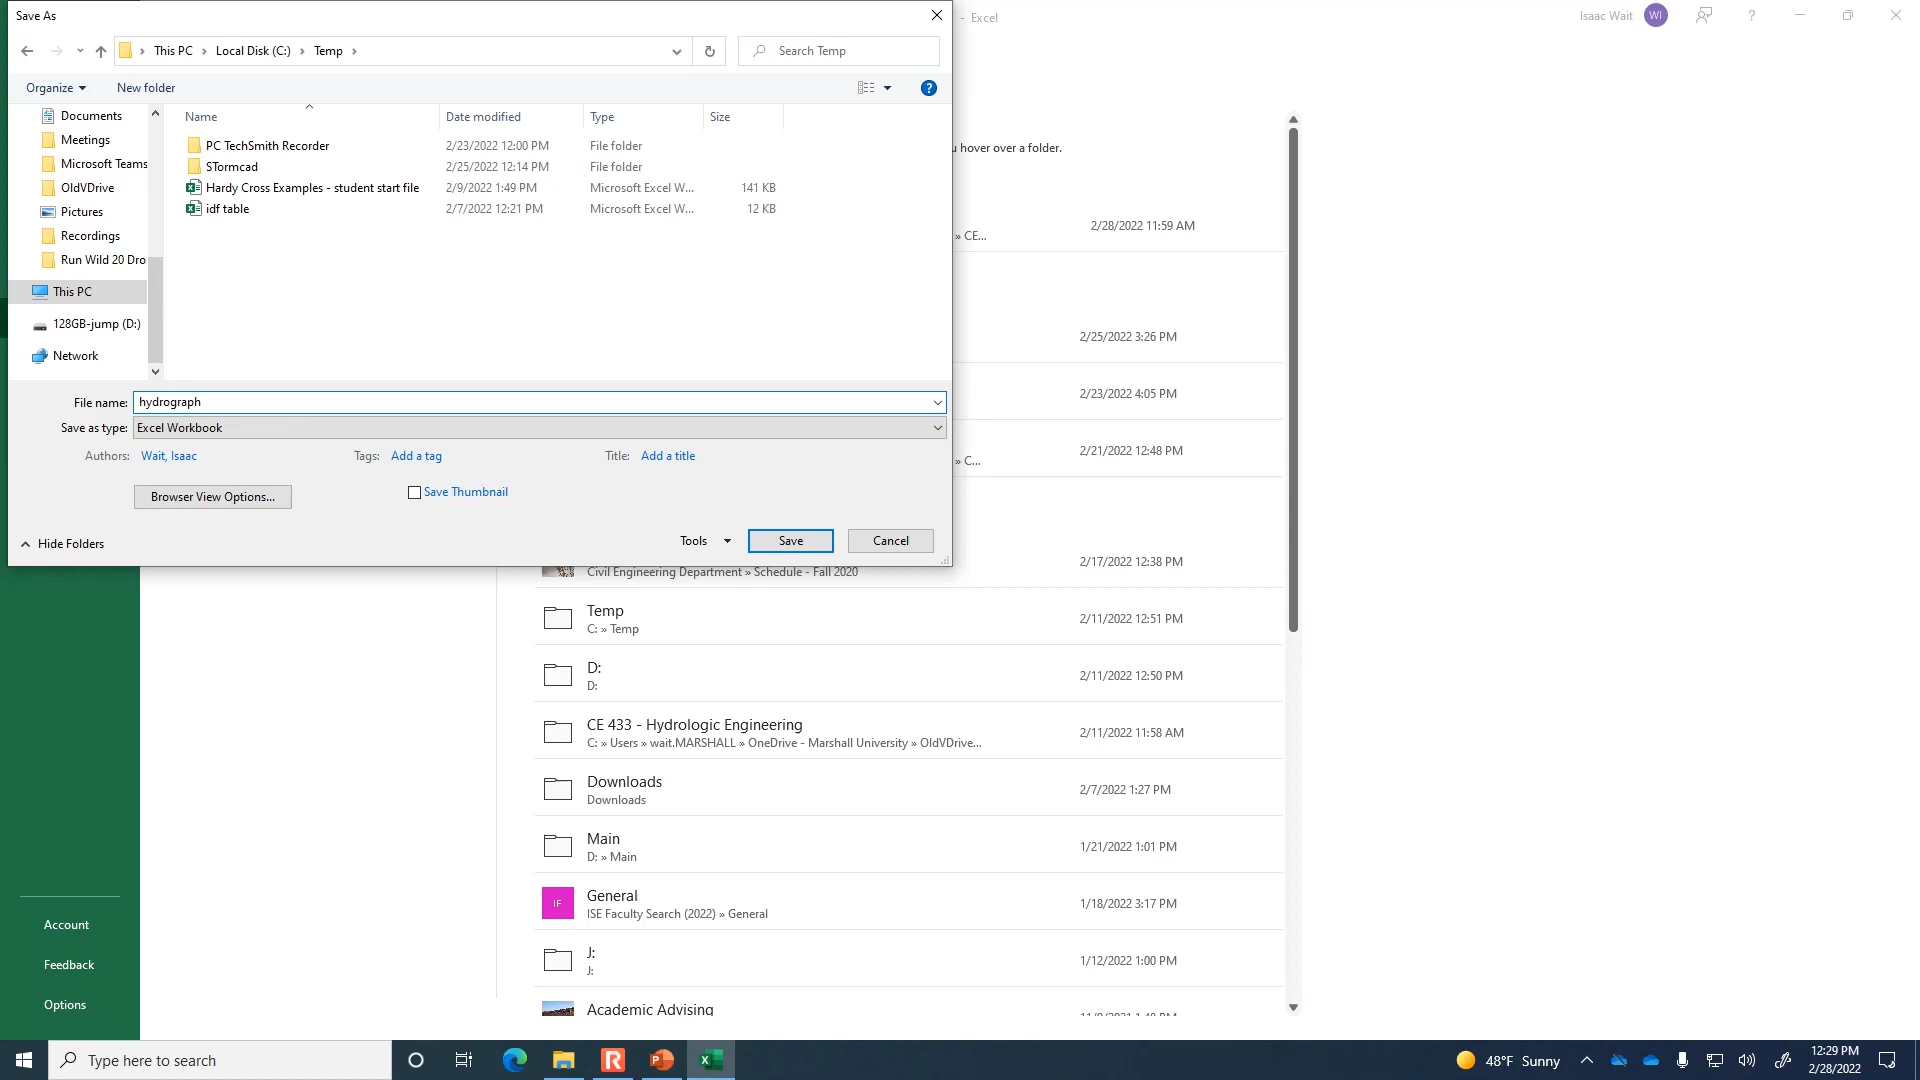 Save As
- Excel
Isaac Wait
WI
?
This PC
Local Disk (C:)
Temp
Search Temp
Organize
New folder
?
Name
Date modified
Type
Size
Documents
Meetings
Microsoft Teams
OldVDrive
Pictures
Recordings
Run Wild 20 Dro
This PC
128GB-jump (D:)
Network
PC TechSmith Recorder 2/23/2022 12:00 PM File folder
STormcad 2/25/2022 12:14 PM File folder
Hardy Cross Examples - student start file 2/9/2022 1:49 PM Microsoft Excel W... 141 KB
idf table 2/7/2022 12:21 PM Microsoft Excel W... 12 KB
File name: hydrograph
Save as type: Excel Workbook
Authors: Wait, Isaac
Tags: Add a tag
Title: Add a title
Browser View Options...
Save Thumbnail
Hide Folders
Tools
Save
Cancel
u hover over a folder.
» CE...
2/28/2022 11:59 AM
2/25/2022 3:26 PM
2/23/2022 4:05 PM
» C...
2/21/2022 12:48 PM
Civil Engineering Department » Schedule - Fall 2020
2/17/2022 12:38 PM
Temp
C: » Temp
2/11/2022 12:51 PM
D:
D:
2/11/2022 12:50 PM
CE 433 - Hydrologic Engineering
C: » Users » wait.MARSHALL » OneDrive - Marshall University » OldVDrive...
2/11/2022 11:58 AM
Downloads
Downloads
2/7/2022 1:27 PM
Main
D: » Main
1/21/2022 1:01 PM
IF
General
ISE Faculty Search (2022) » General
1/18/2022 3:17 PM
J:
J:
1/12/2022 1:00 PM
Academic Advising
Account
Feedback
Options
Type here to search
48°F Sunny
12:29 PM
2/28/2022